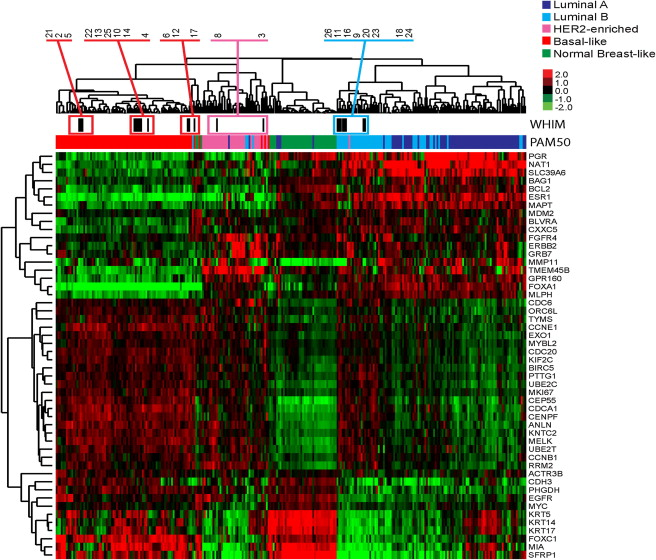 Luminal A
Luminal B
HER2-enriched
Basal-like
Normal Breast-like
21 2 5 22 13 25 10 14 4 6 12 17 8 3 26 11 16 9 20 23 18 24
2.0
1.0
0.0
-1.0
-2.0
WHIM
PAM50
PGR
NAT1
SLC39A6
BAG1
BCL2
ESR1
MAPT
MDM2
BLVRA
CXXC5
FGFR4
ERBB2
GRB7
MMP11
TMEM45B
GPR160
FOXA1
MLPH
CDC6
ORC6L
TYMS
CCNE1
EXO1
MYBL2
CDC20
KIF2C
BIRC5
PTTG1
UBE2C
MKI67
CEP55
CDCA1
CENPF
ANLN
KNTC2
MELK
UBE2T
CCNB1
RRM2
ACTR3B
CDH3
PHGDH
EGFR
MYC
KRT5
KRT14
KRT17
FOXC1
MIA
SFRP1